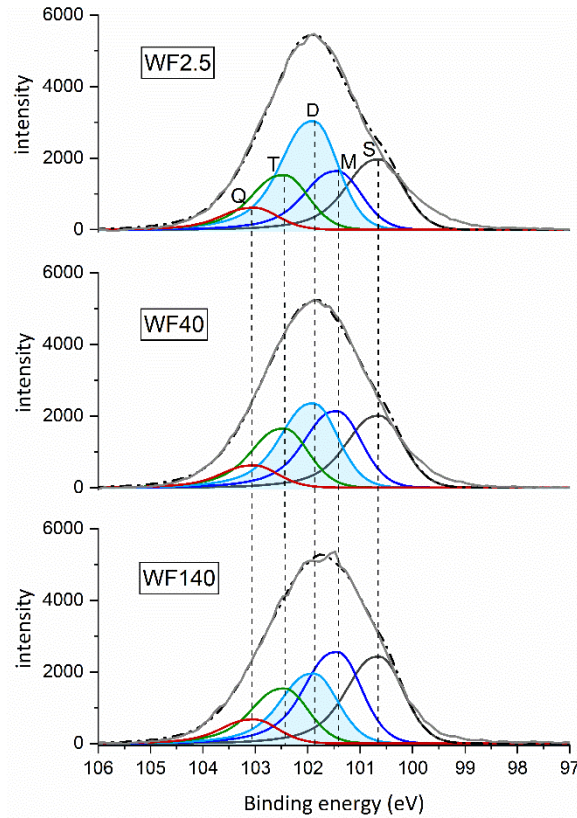 6000
WF2.5
4000
intensity
D
2000
T
M
S
Q
0
6000
WF40
4000
intensity
2000
0
6000
WF140
4000
intensity
2000
0
106 105 104 103 102 101 100 99 98 97
Binding energy (eV)